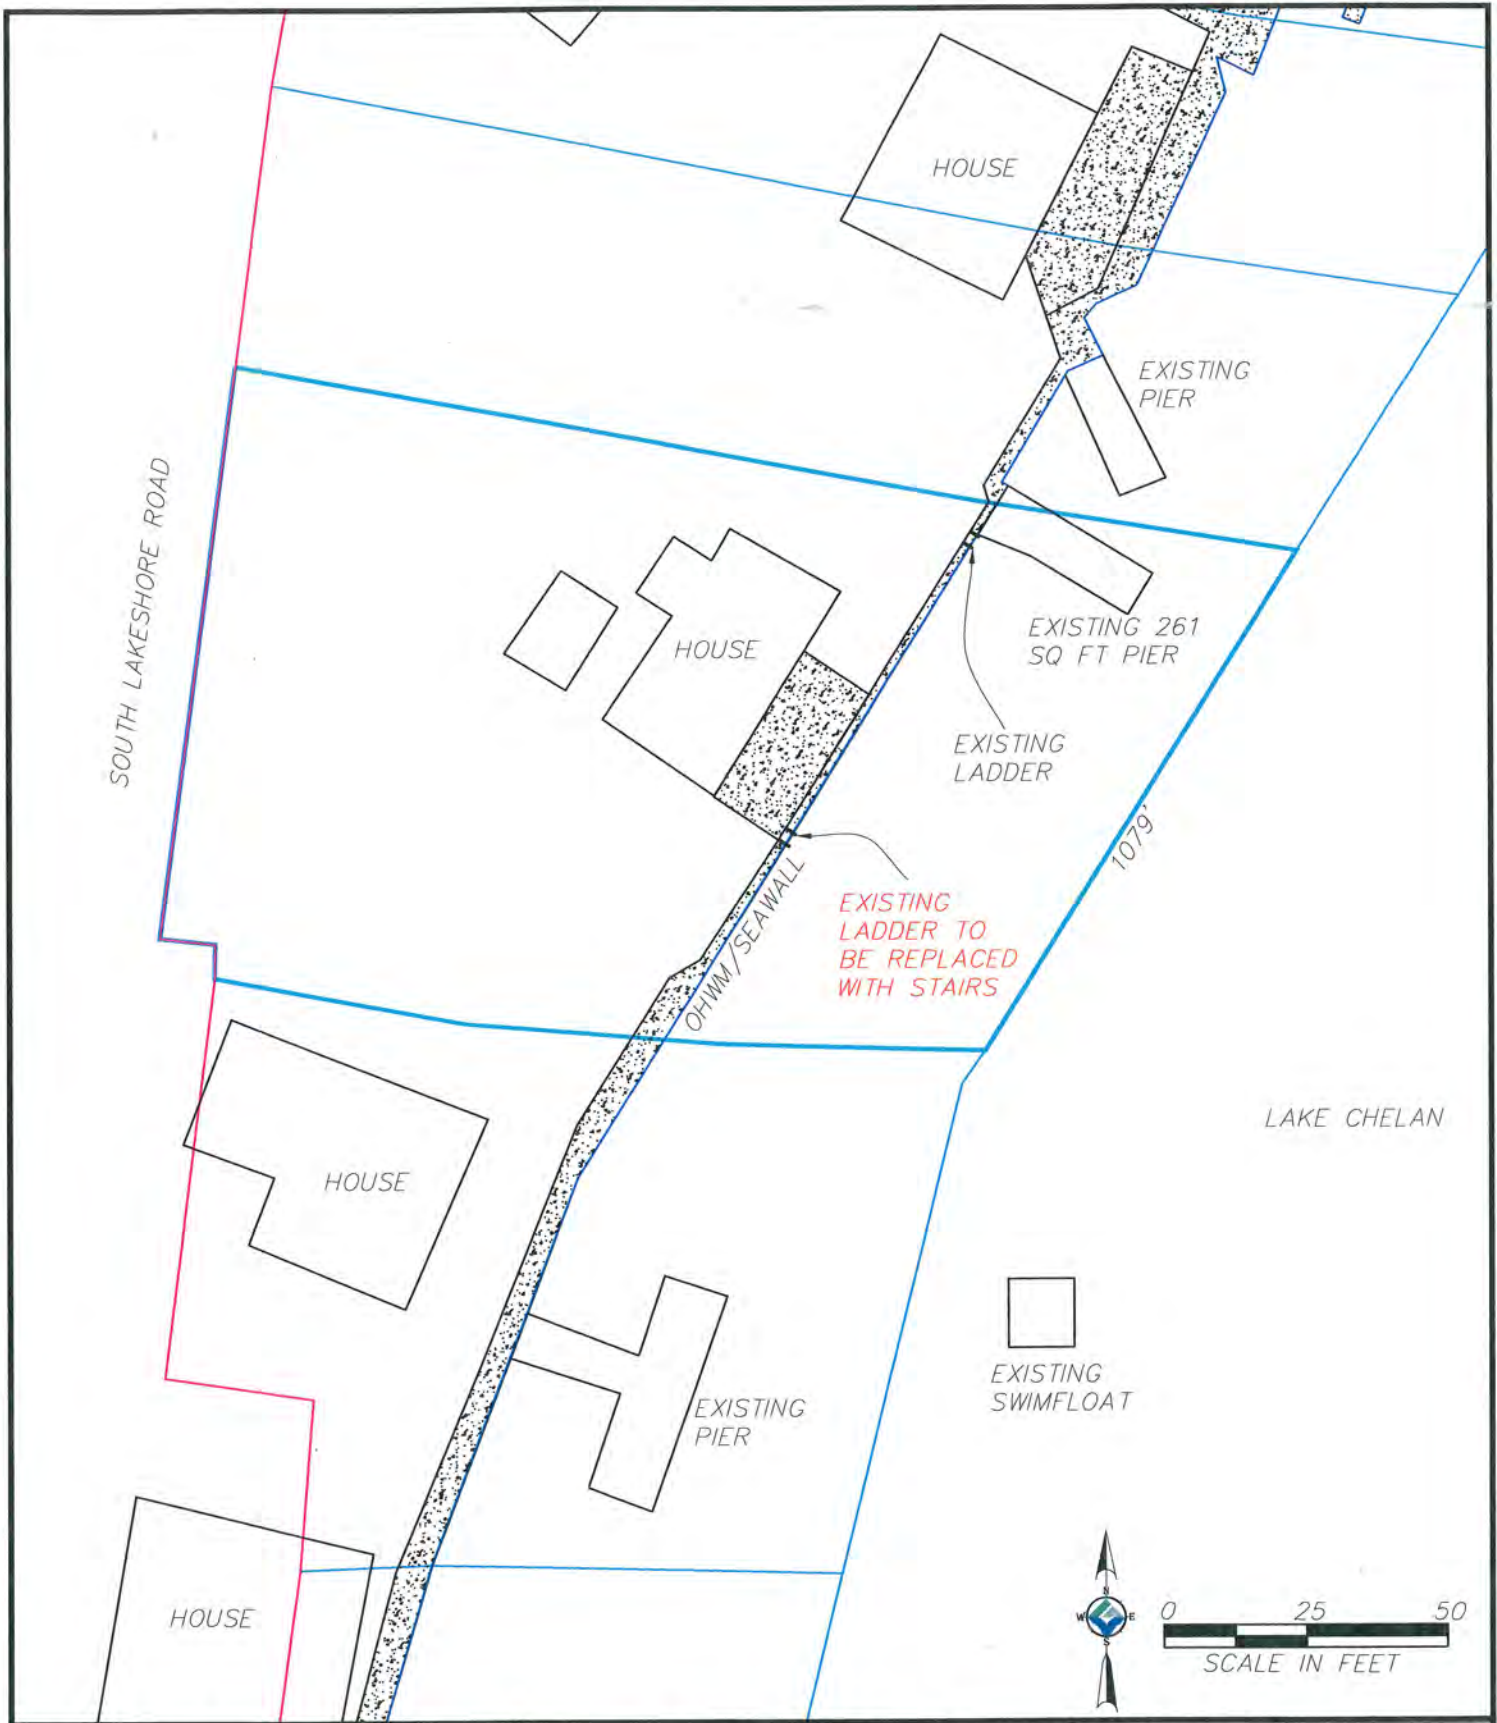 HOUSE
EXISTING
PIER
SOUTH LAKESHORE ROAD
HOUSE
EXISTING 261
SQ FT PIER
EXISTING
LADDER
1079'
OHWM/SEAWALL
EXISTING
LADDER TO
BE REPLACED
WITH STAIRS
LAKE CHELAN
HOUSE
EXISTING
SWIMFLOAT
EXISTING
PIER
HOUSE
N
W E
S
0 25 50
SCALE IN FEET